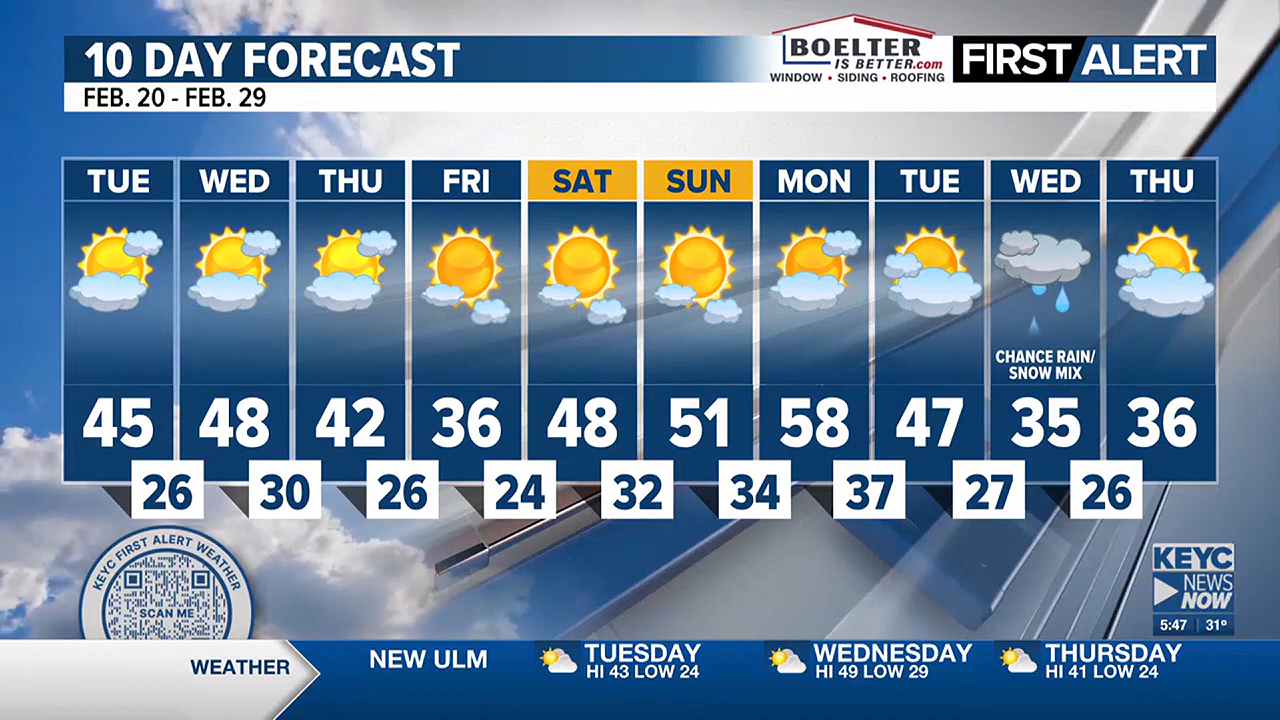 10 DAY FORECAST
FEB. 20 - FEB. 29
BOELTER
IS BETTER.com
WINDOW • SIDING • ROOFING
FIRST ALERT
TUE WED THU FRI SAT SUN MON TUE WED THU
CHANCE RAIN/
SNOW MIX
45 48 42 36 48 51 58 47 35 36
26 30 26 24 32 34 37 27 26
KEYC FIRST ALERT WEATHER
SCAN ME
KEYC
NEWS
NOW
5:47 31°
WEATHER
NEW ULM
TUESDAY
HI 43 LOW 24
WEDNESDAY
HI 49 LOW 29
THURSDAY
HI 41 LOW 24